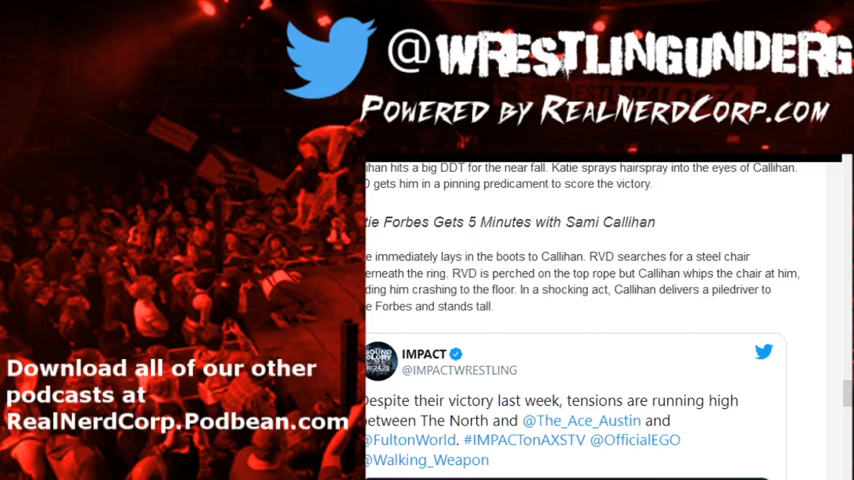 @WRESTLINGUNDERG
POWERED BY REALNERDCORP.COM
ihan hits a big DDT for the near fall. Katie sprays hairspray into the eyes of Callihan.
D gets him in a pinning predicament to score the victory.
tie Forbes Gets 5 Minutes with Sami Callihan
e immediately lays in the boots to Callihan. RVD searches for a steel chair
erneath the ring. RVD is perched on the top rope but Callihan whips the chair at him,
ding him crashing to the floor. In a shocking act, Callihan delivers a piledriver to
e Forbes and stands tall.
IMPACT
@IMPACTWRESTLING
Despite their victory last week, tensions are running high
between The North and @The_Ace_Austin and
@FultonWorld. #IMPACTonAXSTV @OfficialEGO
@Walking_Weapon
Download all of our other
podcasts at
RealNerdCorp.Podbean.com